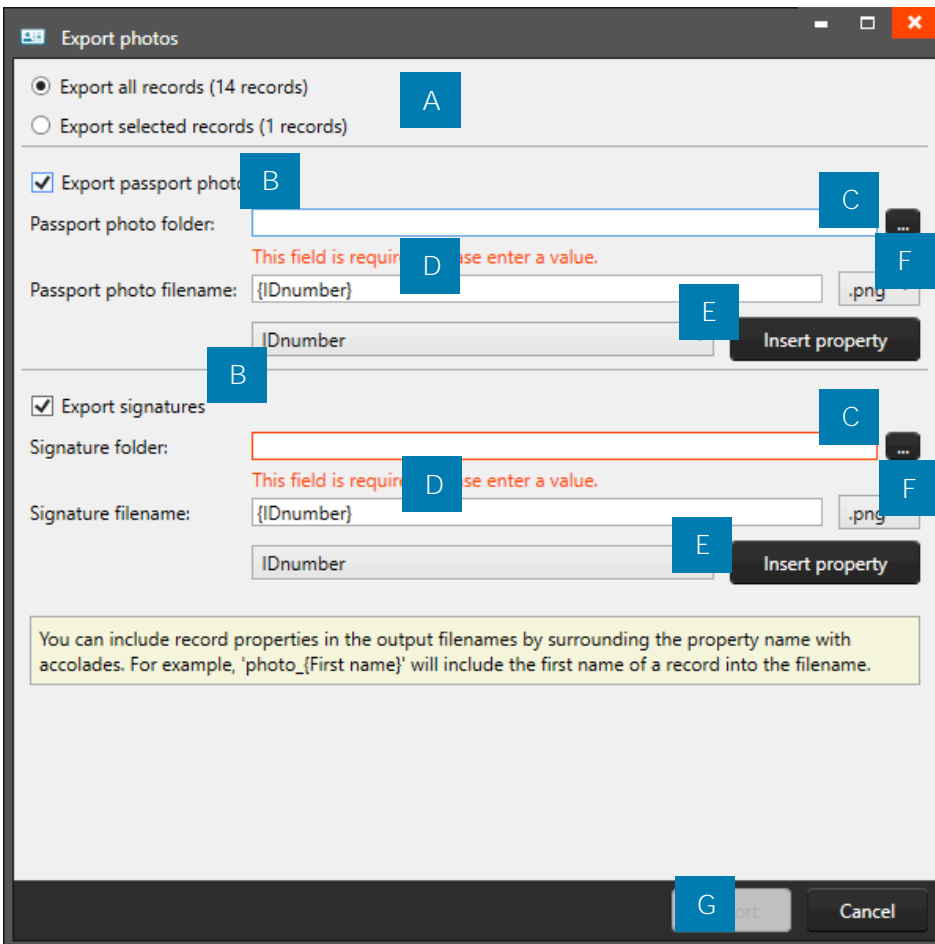 Export photos
Export all records (14 records)
A
Export selected records (1 records)
B
Export passport photo
C
Passport photo folder:
...
This field is require D ase enter a value.
F
Passport photo filename: {IDnumber} .png
E
IDnumber Insert property
B
Export signatures
C
Signature folder:
...
This field is require D ase enter a value.
F
Signature filename: {IDnumber} .png
E
IDnumber Insert property
You can include record properties in the output filenames by surrounding the property name with
accolades. For example, 'photo_{First name}' will include the first name of a record into the filename.
G ort Cancel